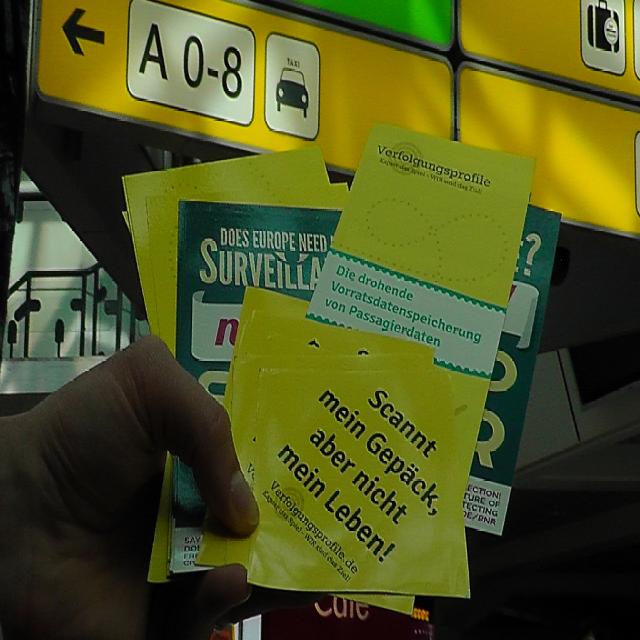 A 0-8
TAXI
Verfolgungsprofile
DOES EUROPE NEED
SURVEILLA
?
Die drohende
Vorratsdatenspeicherung
von Passagierdaten
Scannt
mein Gepäck,
aber nicht
mein Leben!
Verfolgungsprofile.de
R
Cafe